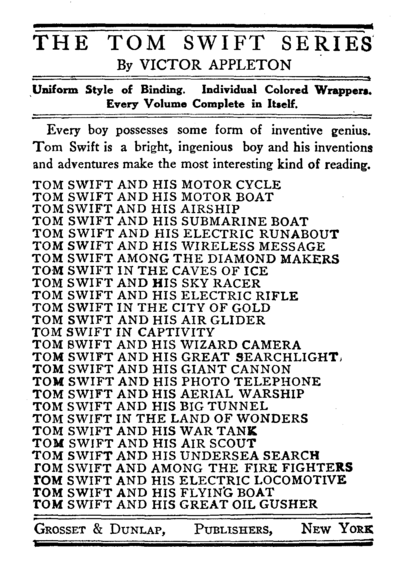 THE TOM SWIFT SERIES
By VICTOR APPLETON
Uniform Style of Binding. Individual Colored Wrappers.
Every Volume Complete in Itself.
Every boy possesses some form of inventive genius.
Tom Swift is a bright, ingenious boy and his inventions
and adventures make the most interesting kind of reading.
TOM SWIFT AND HIS MOTOR CYCLE
TOM SWIFT AND HIS MOTOR BOAT
TOM SWIFT AND HIS AIRSHIP
TOM SWIFT AND HIS SUBMARINE BOAT
TOM SWIFT AND HIS ELECTRIC RUNABOUT
TOM SWIFT AND HIS WIRELESS MESSAGE
TOM SWIFT AMONG THE DIAMOND MAKERS
TOM SWIFT IN THE CAVES OF ICE
TOM SWIFT AND HIS SKY RACER
TOM SWIFT AND HIS ELECTRIC RIFLE
TOM SWIFT IN THE CITY OF GOLD
TOM SWIFT AND HIS AIR GLIDER
TOM SWIFT IN CAPTIVITY
TOM SWIFT AND HIS WIZARD CAMERA
TOM SWIFT AND HIS GREAT SEARCHLIGHT
TOM SWIFT AND HIS GIANT CANNON
TOM SWIFT AND HIS PHOTO TELEPHONE
TOM SWIFT AND HIS AERIAL WARSHIP
TOM SWIFT AND HIS BIG TUNNEL
TOM SWIFT IN THE LAND OF WONDERS
TOM SWIFT AND HIS WAR TANK
TOM SWIFT AND HIS AIR SCOUT
TOM SWIFT AND HIS UNDERSEA SEARCH
TOM SWIFT AND AMONG THE FIRE FIGHTERS
TOM SWIFT AND HIS ELECTRIC LOCOMOTIVE
TOM SWIFT AND HIS FLYING BOAT
TOM SWIFT AND HIS GREAT OIL GUSHER
GROSSET & DUNLAP, PUBLISHERS, NEW YORK